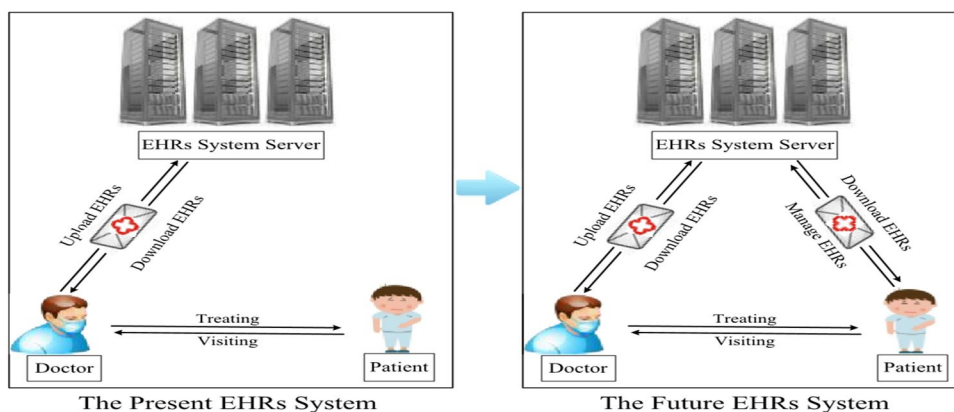 EHRs System Server
Upload EHRs
Download EHRs
Treating
Visiting
Doctor
Patient
The Present EHRs System
EHRs System Server
Upload EHRs
Download EHRs
Download EHRs
Manage EHRs
Treating
Visiting
Doctor
Patient
The Future EHRs System